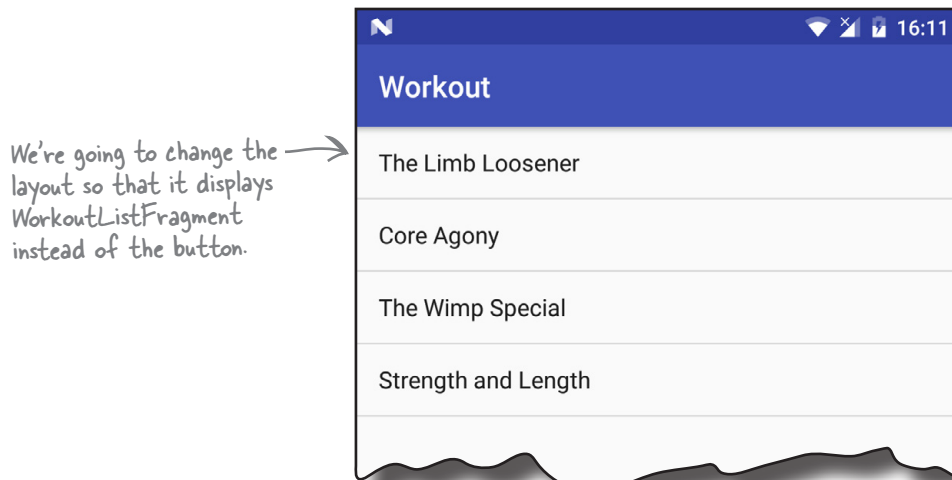 16:11
Workout
We're going to change the
layout so that it displays
WorkoutListFragment
instead of the button.
The Limb Loosener
Core Agony
The Wimp Special
Strength and Length